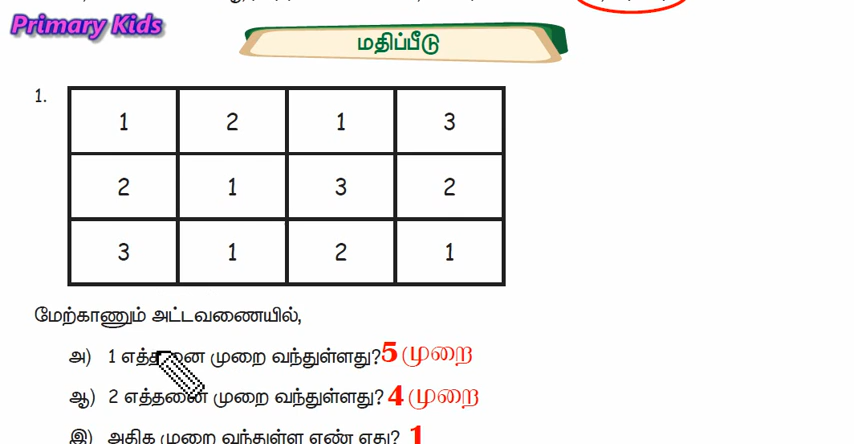 Primary Kids
மதிப்பீடு
1.
1 2 1 3
2 1 3 2
3 1 2 1
மேற்காணும் அட்டவணையில்,
அ) 1 எத்தனை முறை வந்துள்ளது? 5 முறை
ஆ) 2 எத்தனை முறை வந்துள்ளது? 4 முறை
இ) அதிக முறை வந்துள்ள எண் எது? 1